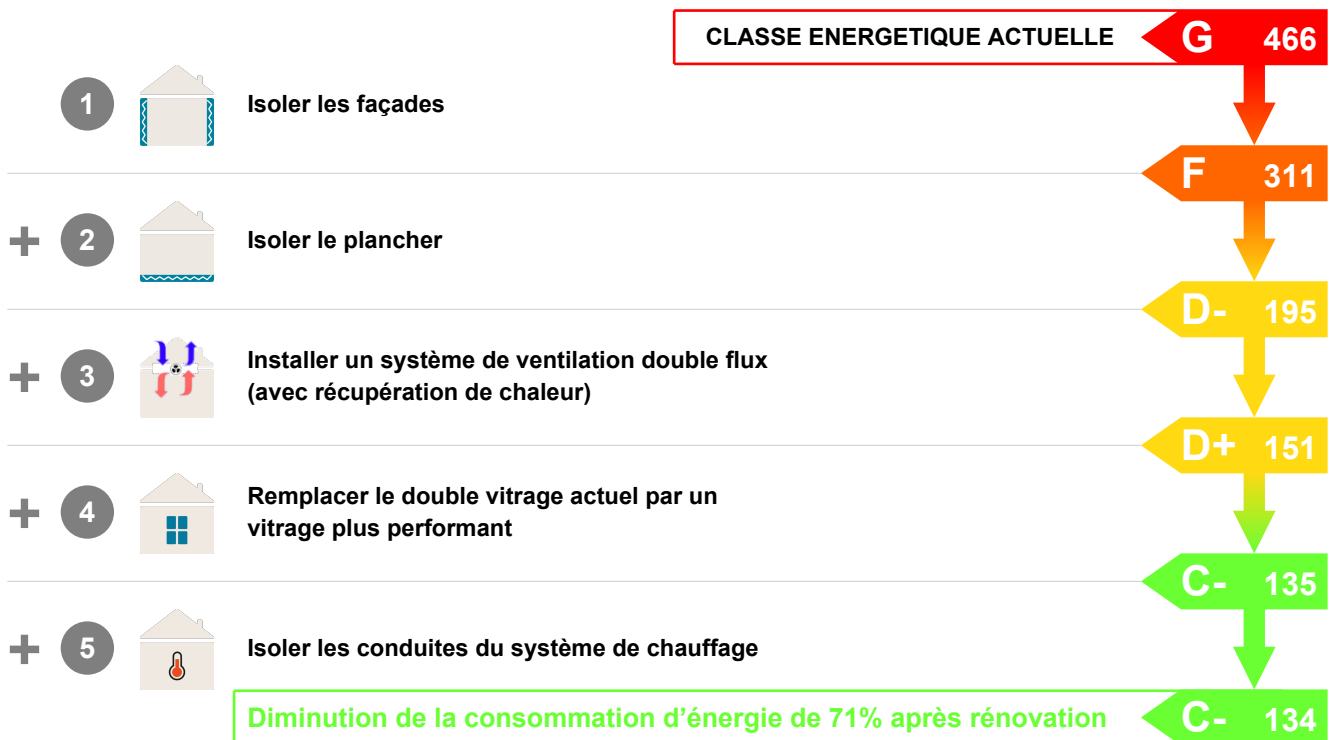 CLASSE ENERGETIQUE ACTUELLE G 466
1 Isoler les façades
F 311
+ 2 Isoler le plancher
D- 195
+ 3 Installer un système de ventilation double flux
(avec récupération de chaleur)
D+ 151
+ 4 Remplacer le double vitrage actuel par un
vitrage plus performant
C- 135
+ 5 Isoler les conduites du système de chauffage
Diminution de la consommation d’énergie de 71% après rénovation C- 134